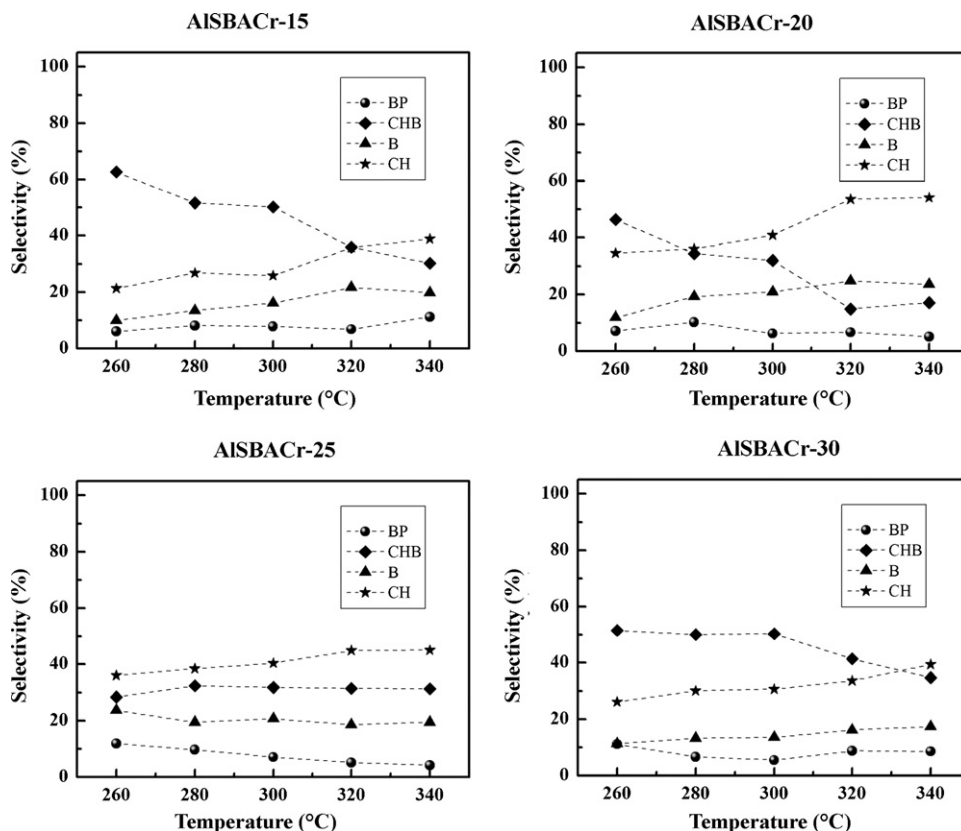 AlSBACr-15
Selectivity (%)
100
80
60
40
20
0
BP
CHB
B
CH
260 280 300 320 340
Temperature (°C)
AlSBACr-20
Selectivity (%)
100
80
60
40
20
0
BP
CHB
B
CH
260 280 300 320 340
Temperature (°C)
AlSBACr-25
Selectivity (%)
100
80
60
40
20
0
BP
CHB
B
CH
260 280 300 320 340
Temperature (°C)
AlSBACr-30
Selectivity (%)
100
80
60
40
20
0
BP
CHB
B
CH
260 280 300 320 340
Temperature (°C)